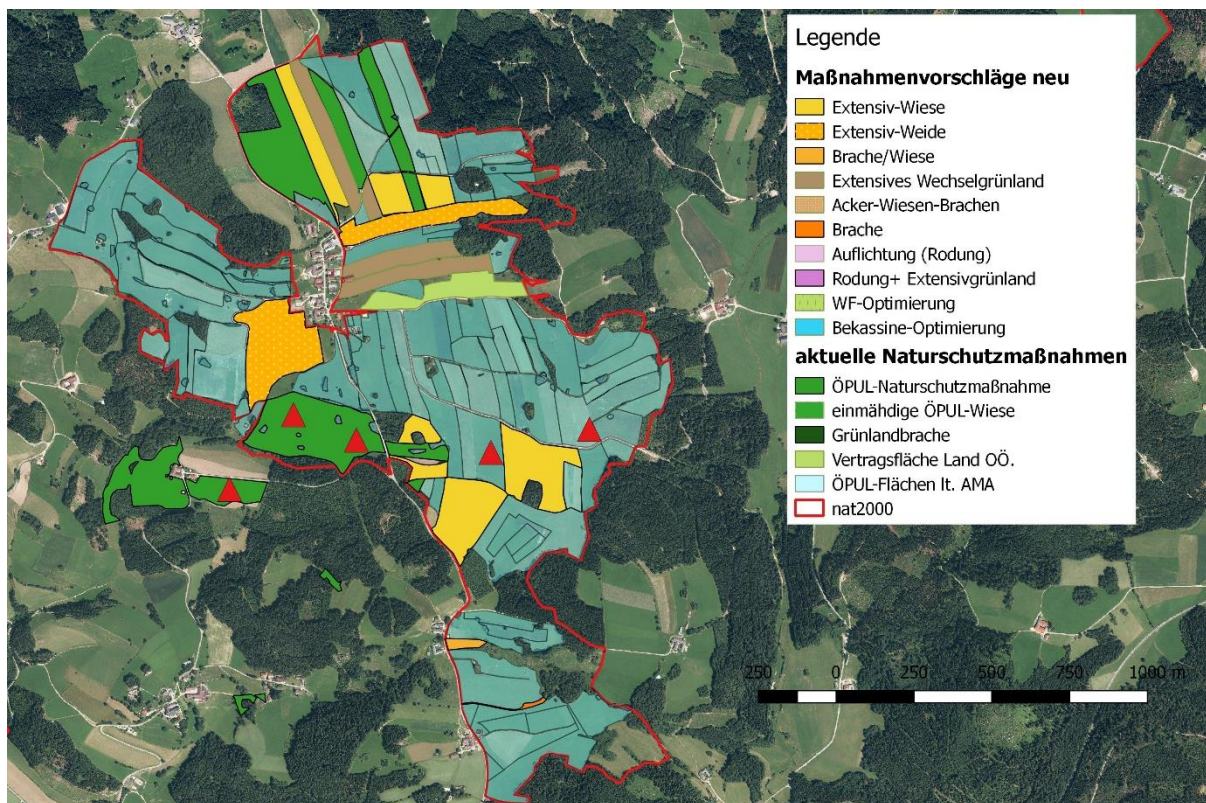 Legende
Maßnahmenvorschläge neu
Extensiv-Wiese
Extensiv-Weide
Brache/Wiese
Extensives Wechselgrünland
Acker-Wiesen-Brachen
Brache
Auflichtung (Rodung)
Rodung+ Extensivgrünland
WF-Optimierung
Bekassine-Optimierung
aktuelle Naturschutzmaßnahmen
ÖPUL-Naturschutzmaßnahme
einmähdige ÖPUL-Wiese
Grünlandbrache
Vertragsfläche Land OÖ.
ÖPUL-Flächen lt. AMA
nat2000
250 0 250 500 750 1000 m